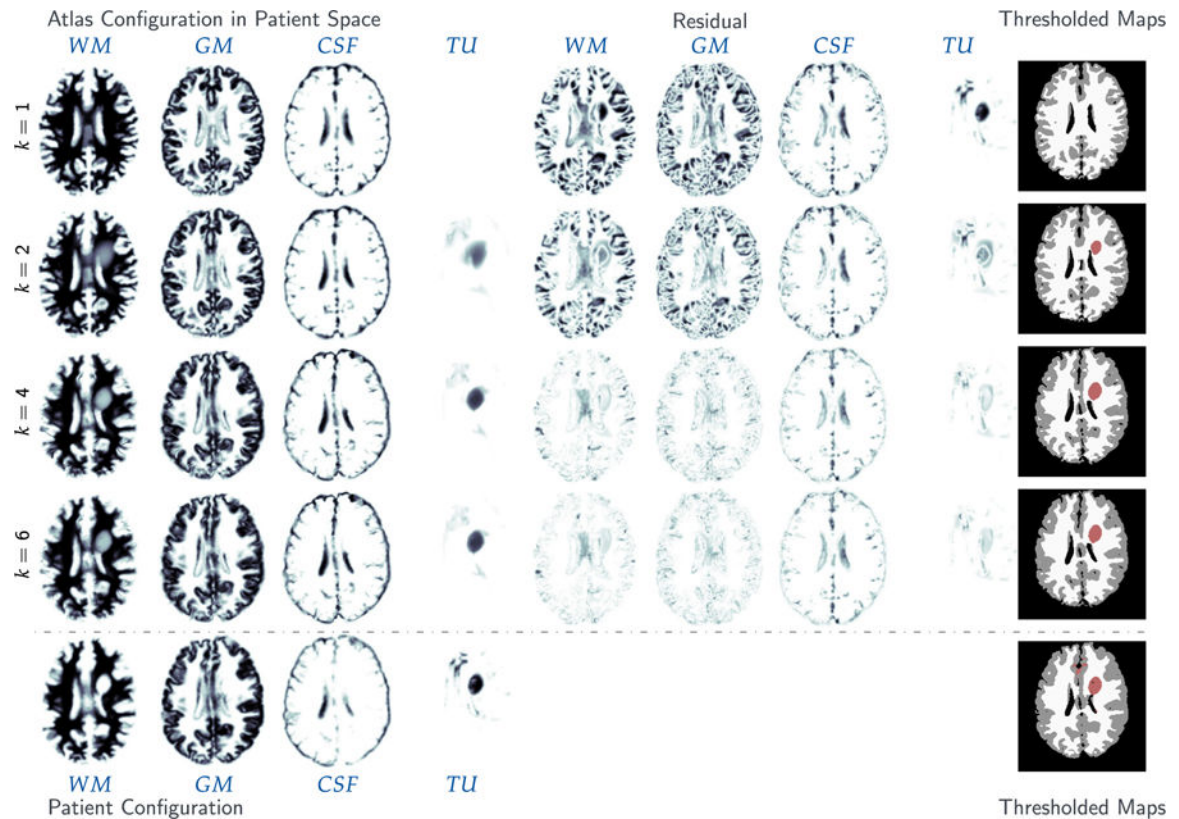 Atlas Configuration in Patient Space Residual Thresholded Maps
WM GM CSF TU WM GM CSF TU
k = 1
k = 2
k = 4
k = 6
WM GM CSF TU
Patient Configuration Thresholded Maps